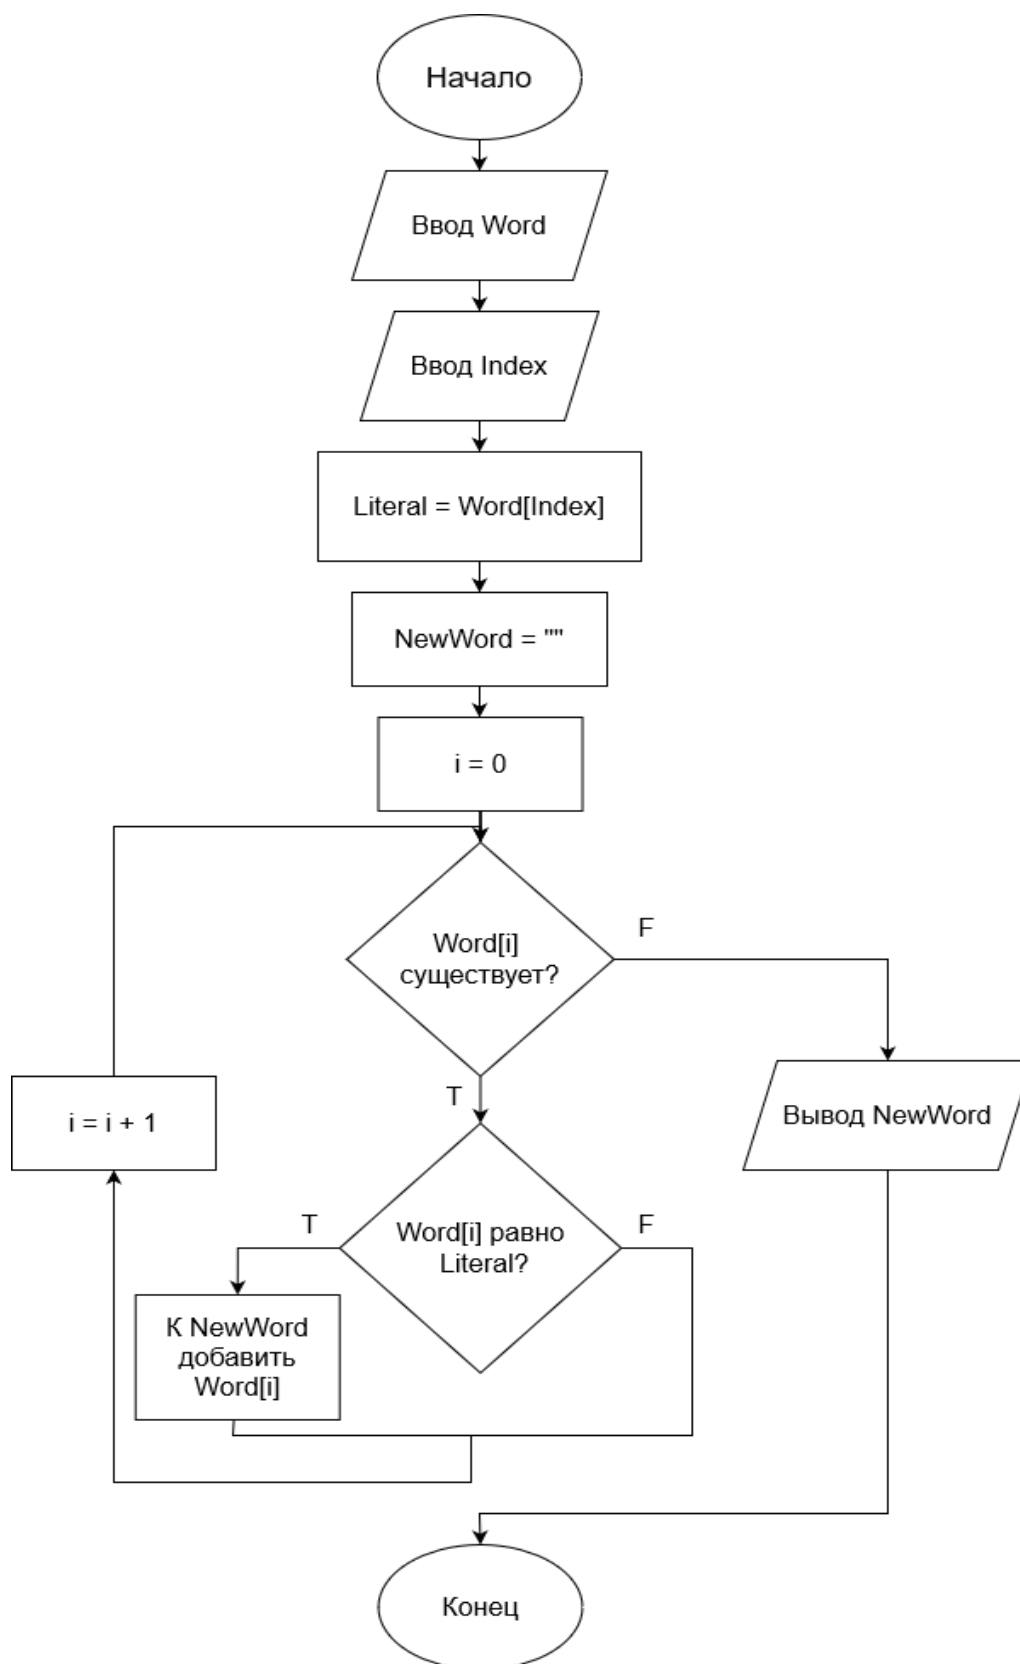 Начало
Ввод Word
Ввод Index
Literal = Word[Index]
NewWord = ""
i = 0
Word[i]
существует?
F
T
i = i + 1
Вывод NewWord
Word[i] равно
Literal?
T
F
К NewWord
добавить
Word[i]
Конец